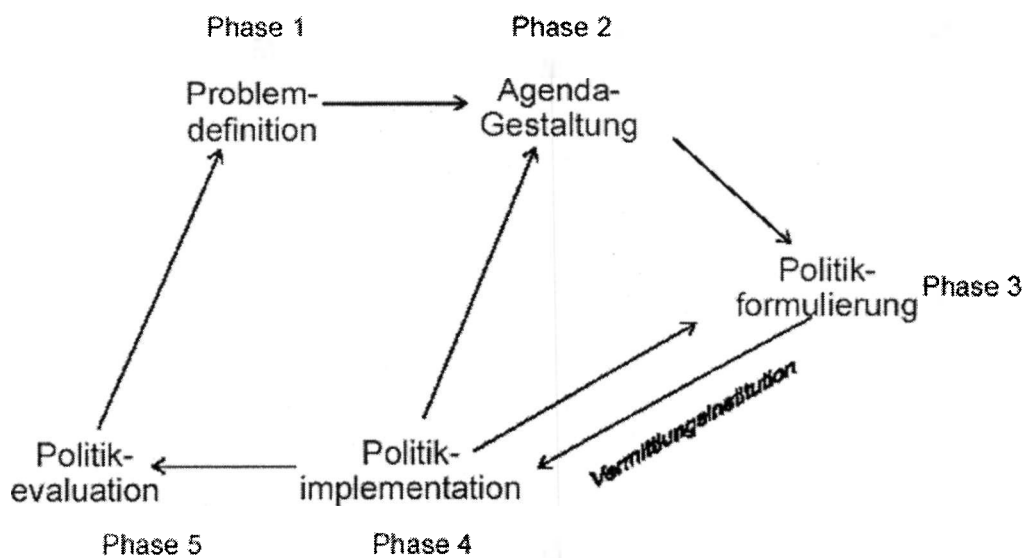 Phase 1
Phase 2
Problem-
definition
Agenda-
Gestaltung
Politik-
formulierung
Phase 3
Vermittlungsinstitution
Politik-
evaluation
Politik-
implementation
Phase 5
Phase 4